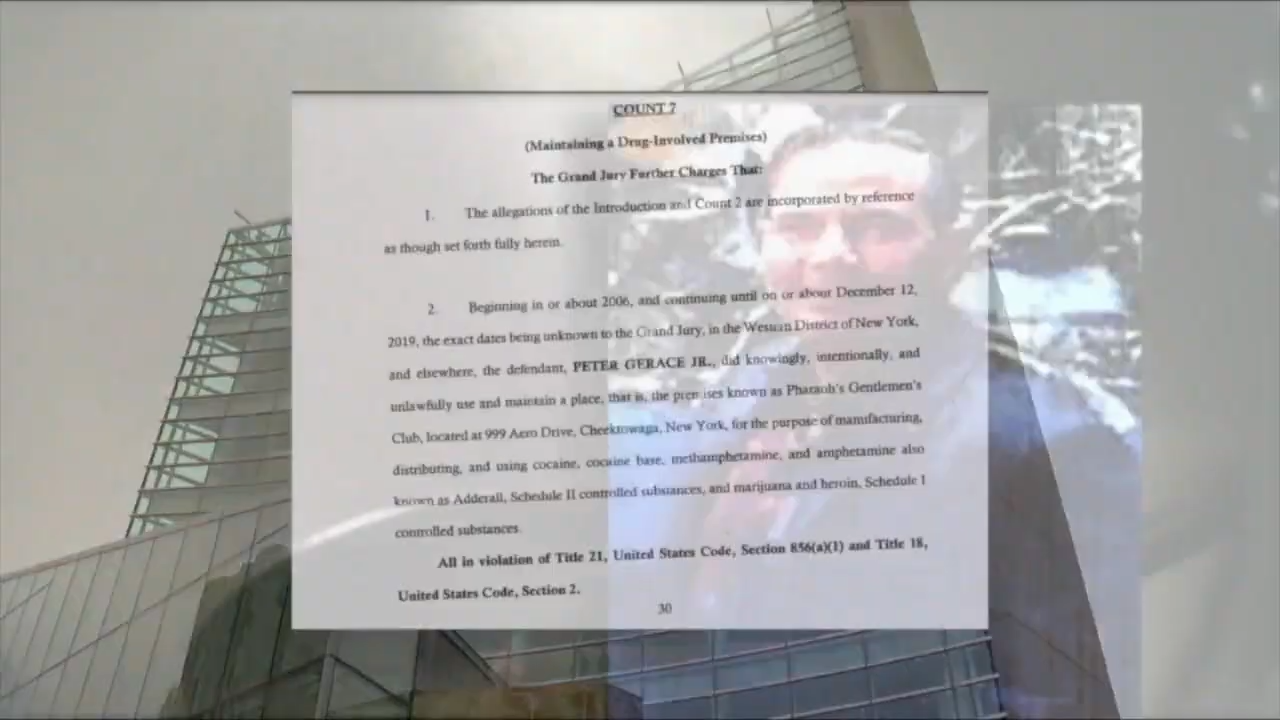 COUNT 7
(Maintaining a Drug-Involved Premises)
The Grand Jury Further Charges That:
1. The allegations of the Introduction and Count 2 are incorporated by reference
as though set forth fully herein.
2. Beginning in or about 2006, and continuing until on or about December 12,
2019, the exact dates being unknown to the Grand Jury, in the Western District of New York,
and elsewhere, the defendant, PETER GERACE JR., did knowingly, intentionally, and
unlawfully use and maintain a place, that is, the premises known as Pharaoh's Gentlemen's
Club, located at 999 Aero Drive, Cheektowaga, New York, for the purpose of manufacturing,
distributing, and using cocaine, cocaine base, methamphetamine, and amphetamine also
known as Adderall, Schedule II controlled substances, and marijuana and heroin, Schedule I
controlled substances.
All in violation of Title 21, United States Code, Section 856(a)(1) and Title 18,
United States Code, Section 2.
30